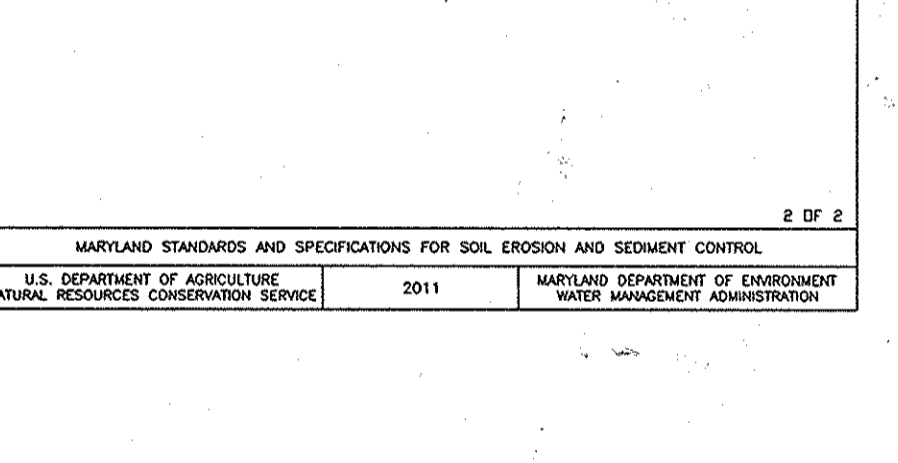 2 OF 2
MARYLAND STANDARDS AND SPECIFICATIONS FOR SOIL EROSION AND SEDIMENT CONTROL
U.S. DEPARTMENT OF AGRICULTURE
ATURAL RESOURCES CONSERVATION SERVICE
2011
MARYLAND DEPARTMENT OF ENVIRONMENT
WATER MANAGEMENT ADMINISTRATION